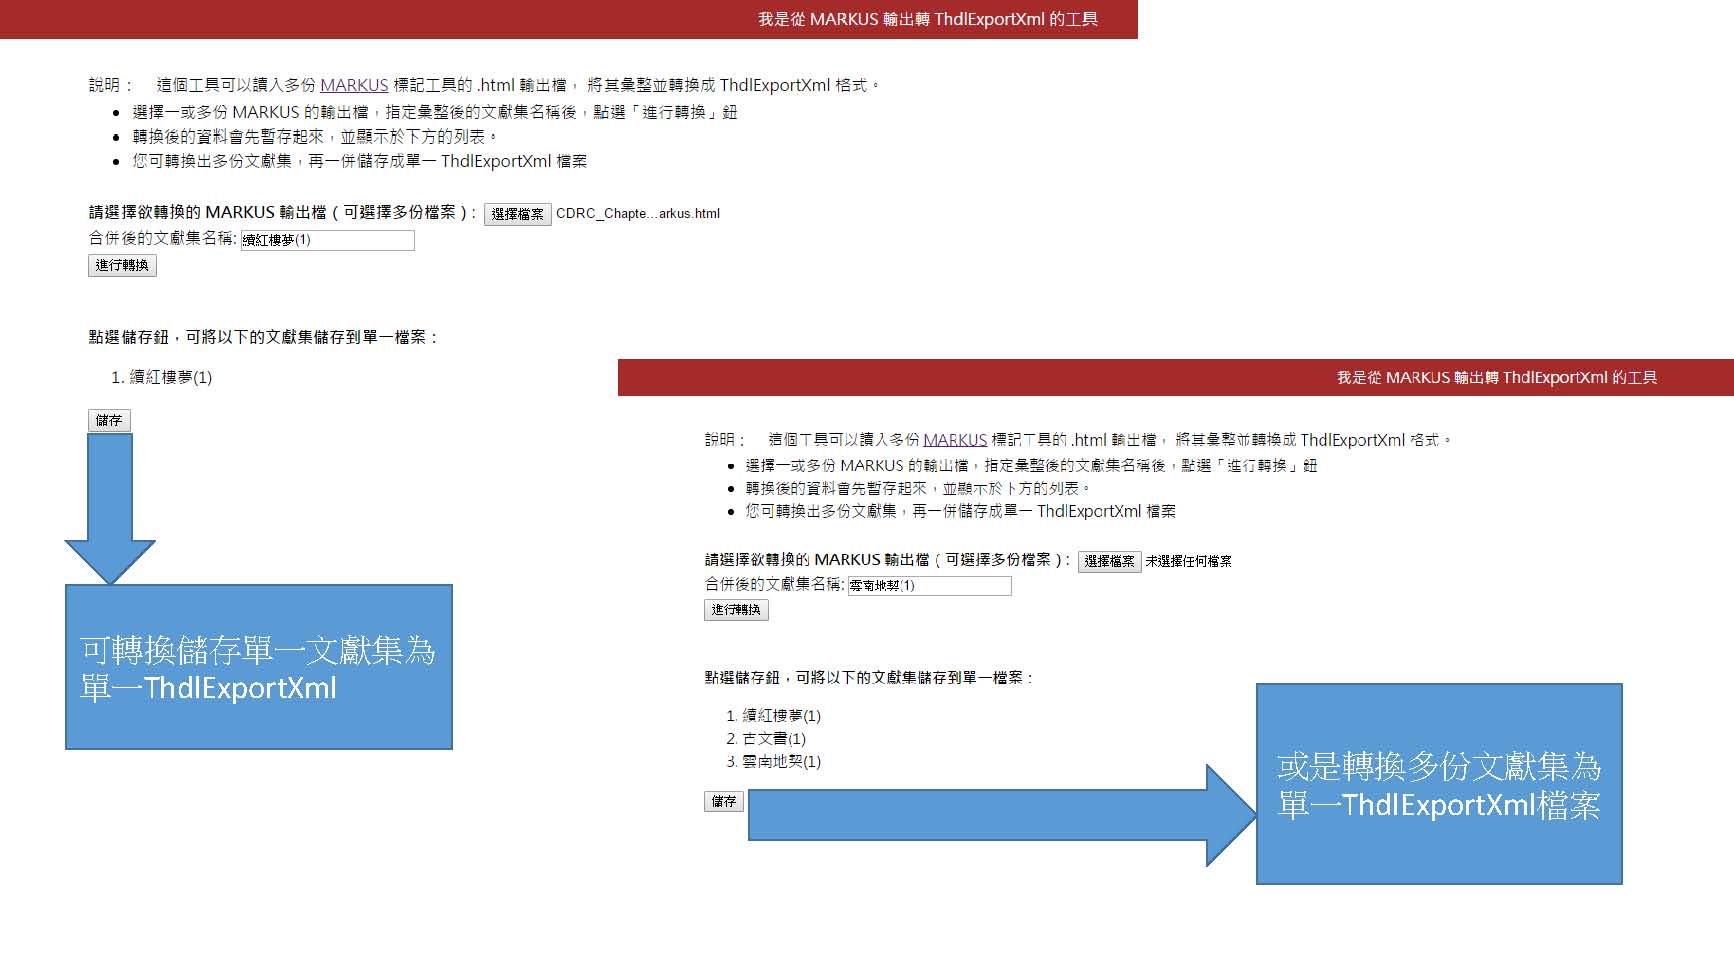 我是從 MARKUS 輸出轉 ThdlExportXml 的工具
說明： 這個工具可以讀入多份 MARKUS 標記工具的 .html 輸出檔， 將其彙整並轉換成 ThdlExportXml 格式。
• 選擇一或多份 MARKUS 的輸出檔，指定彙整後的文獻集名稱後，點選「進行轉換」鈕
• 轉換後的資料會先暫存起來，並顯示於下方的列表。
• 您可轉換出多份文獻集，再一併儲存成單一 ThdlExportXml 檔案
請選擇欲轉換的 MARKUS 輸出檔 ( 可選擇多份檔案 )： 選擇檔案 CDRC_Chapte...arkus.html
合併後的文獻集名稱: 續紅樓夢(1)
進行轉換
點選儲存鈕，可將以下的文獻集儲存到單一檔案：
1. 續紅樓夢(1)
儲存
可轉換儲存單一文獻集為
單一ThdlExportXml
我是從 MARKUS 輸出轉 ThdlExportXml 的工具
說明： 這個工具可以讀入多份 MARKUS 標記工具的 .html 輸出檔， 將其彙整並轉換成 ThdlExportXml 格式。
• 選擇一或多份 MARKUS 的輸出檔，指定彙整後的文獻集名稱後，點選「進行轉換」鈕
• 轉換後的資料會先暫存起來，並顯示於下方的列表。
• 您可轉換出多份文獻集，再一併儲存成單一 ThdlExportXml 檔案
請選擇欲轉換的 MARKUS 輸出檔 ( 可選擇多份檔案 )： 選擇檔案 未選擇任何檔案
合併後的文獻集名稱: 雲南地契(1)
進行轉換
點選儲存鈕，可將以下的文獻集儲存到單一檔案：
1. 續紅樓夢(1)
2. 古文書(1)
3. 雲南地契(1)
儲存
或是轉換多份文獻集為
單一ThdlExportXml檔案